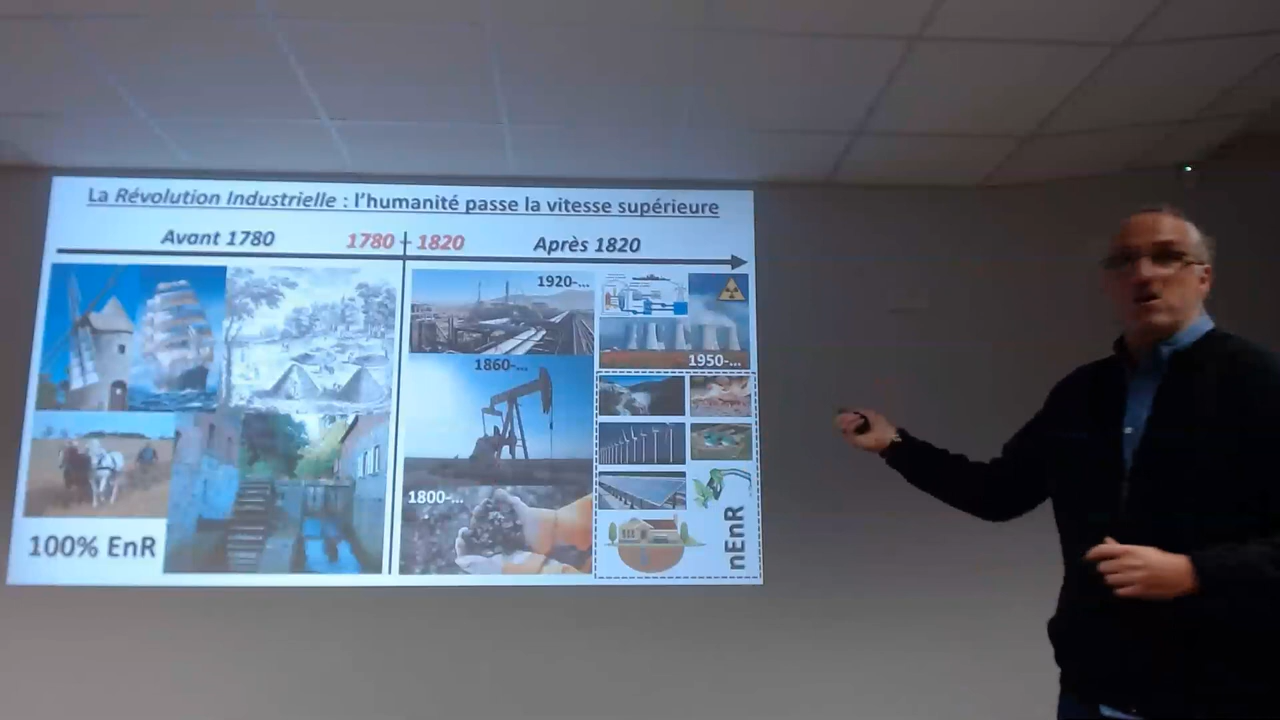 La Révolution Industrielle : l'humanité passe la vitesse supérieure
Avant 1780
1780 - 1820
Après 1820
1920-...
1860-...
1800-...
1950-...
100% EnR
nEnR